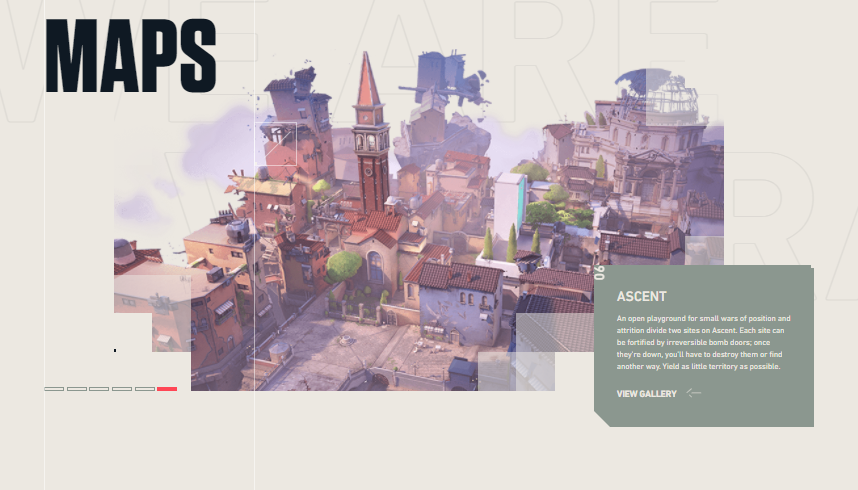 MAPS
WE ARE
06
ASCENT
An open playground for small wars of position and
attrition divide two sites on Ascent. Each site can
be fortified by irreversible bomb doors; once
they're down, you'll have to destroy them or find
another way. Yield as little territory as possible.
VIEW GALLERY